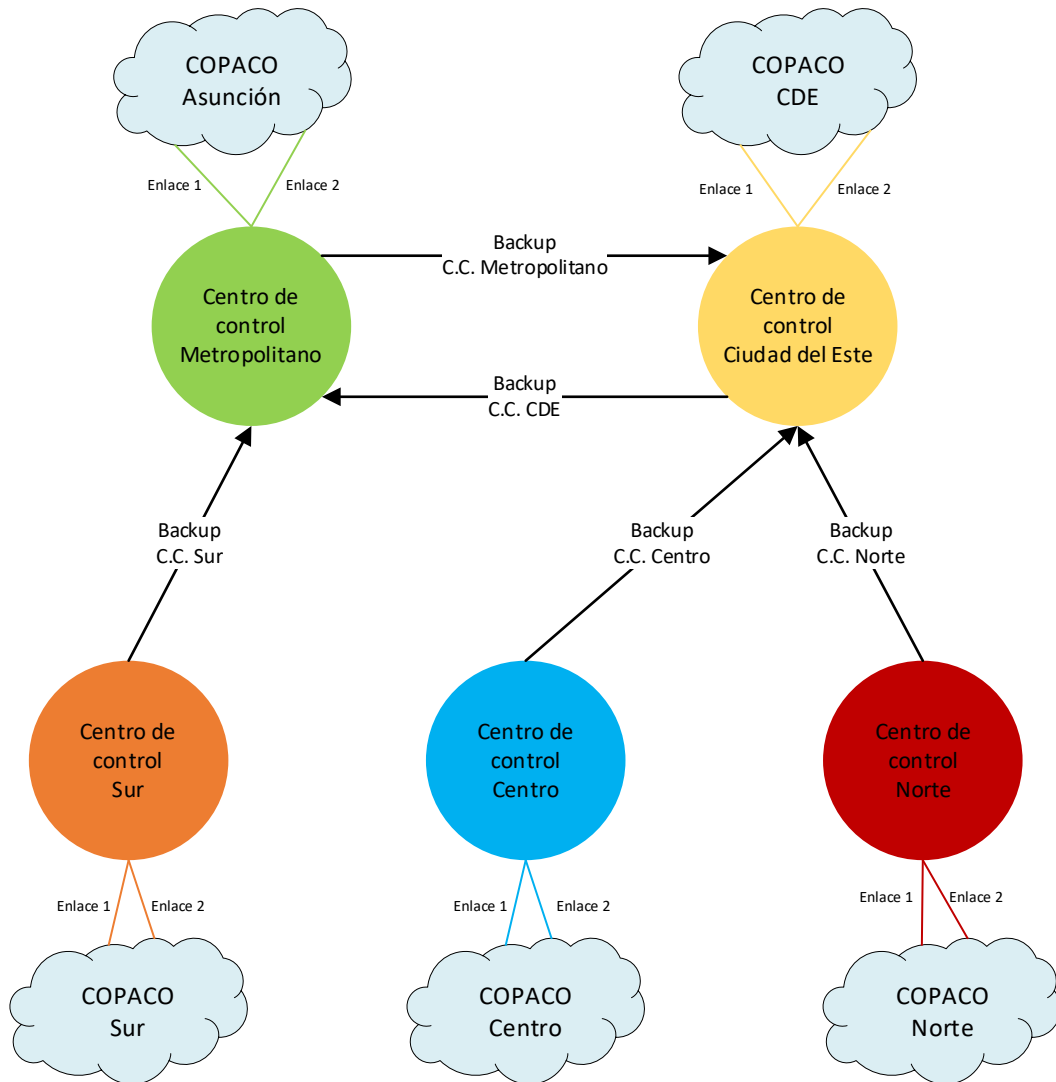 COPACO
Asunción
COPACO
CDE
Enlace 1
Enlace 2
Enlace 1
Enlace 2
Backup
C.C. Metropolitano
Centro de
control
Metropolitano
Centro de
control
Ciudad del Este
Backup
C.C. CDE
Backup
C.C. Sur
Backup
C.C. Centro
Backup
C.C. Norte
Centro de
control
Sur
Centro de
control
Centro
Centro de
control
Norte
Enlace 1
Enlace 2
Enlace 1
Enlace 2
Enlace 1
Enlace 2
COPACO
Sur
COPACO
Centro
COPACO
Norte